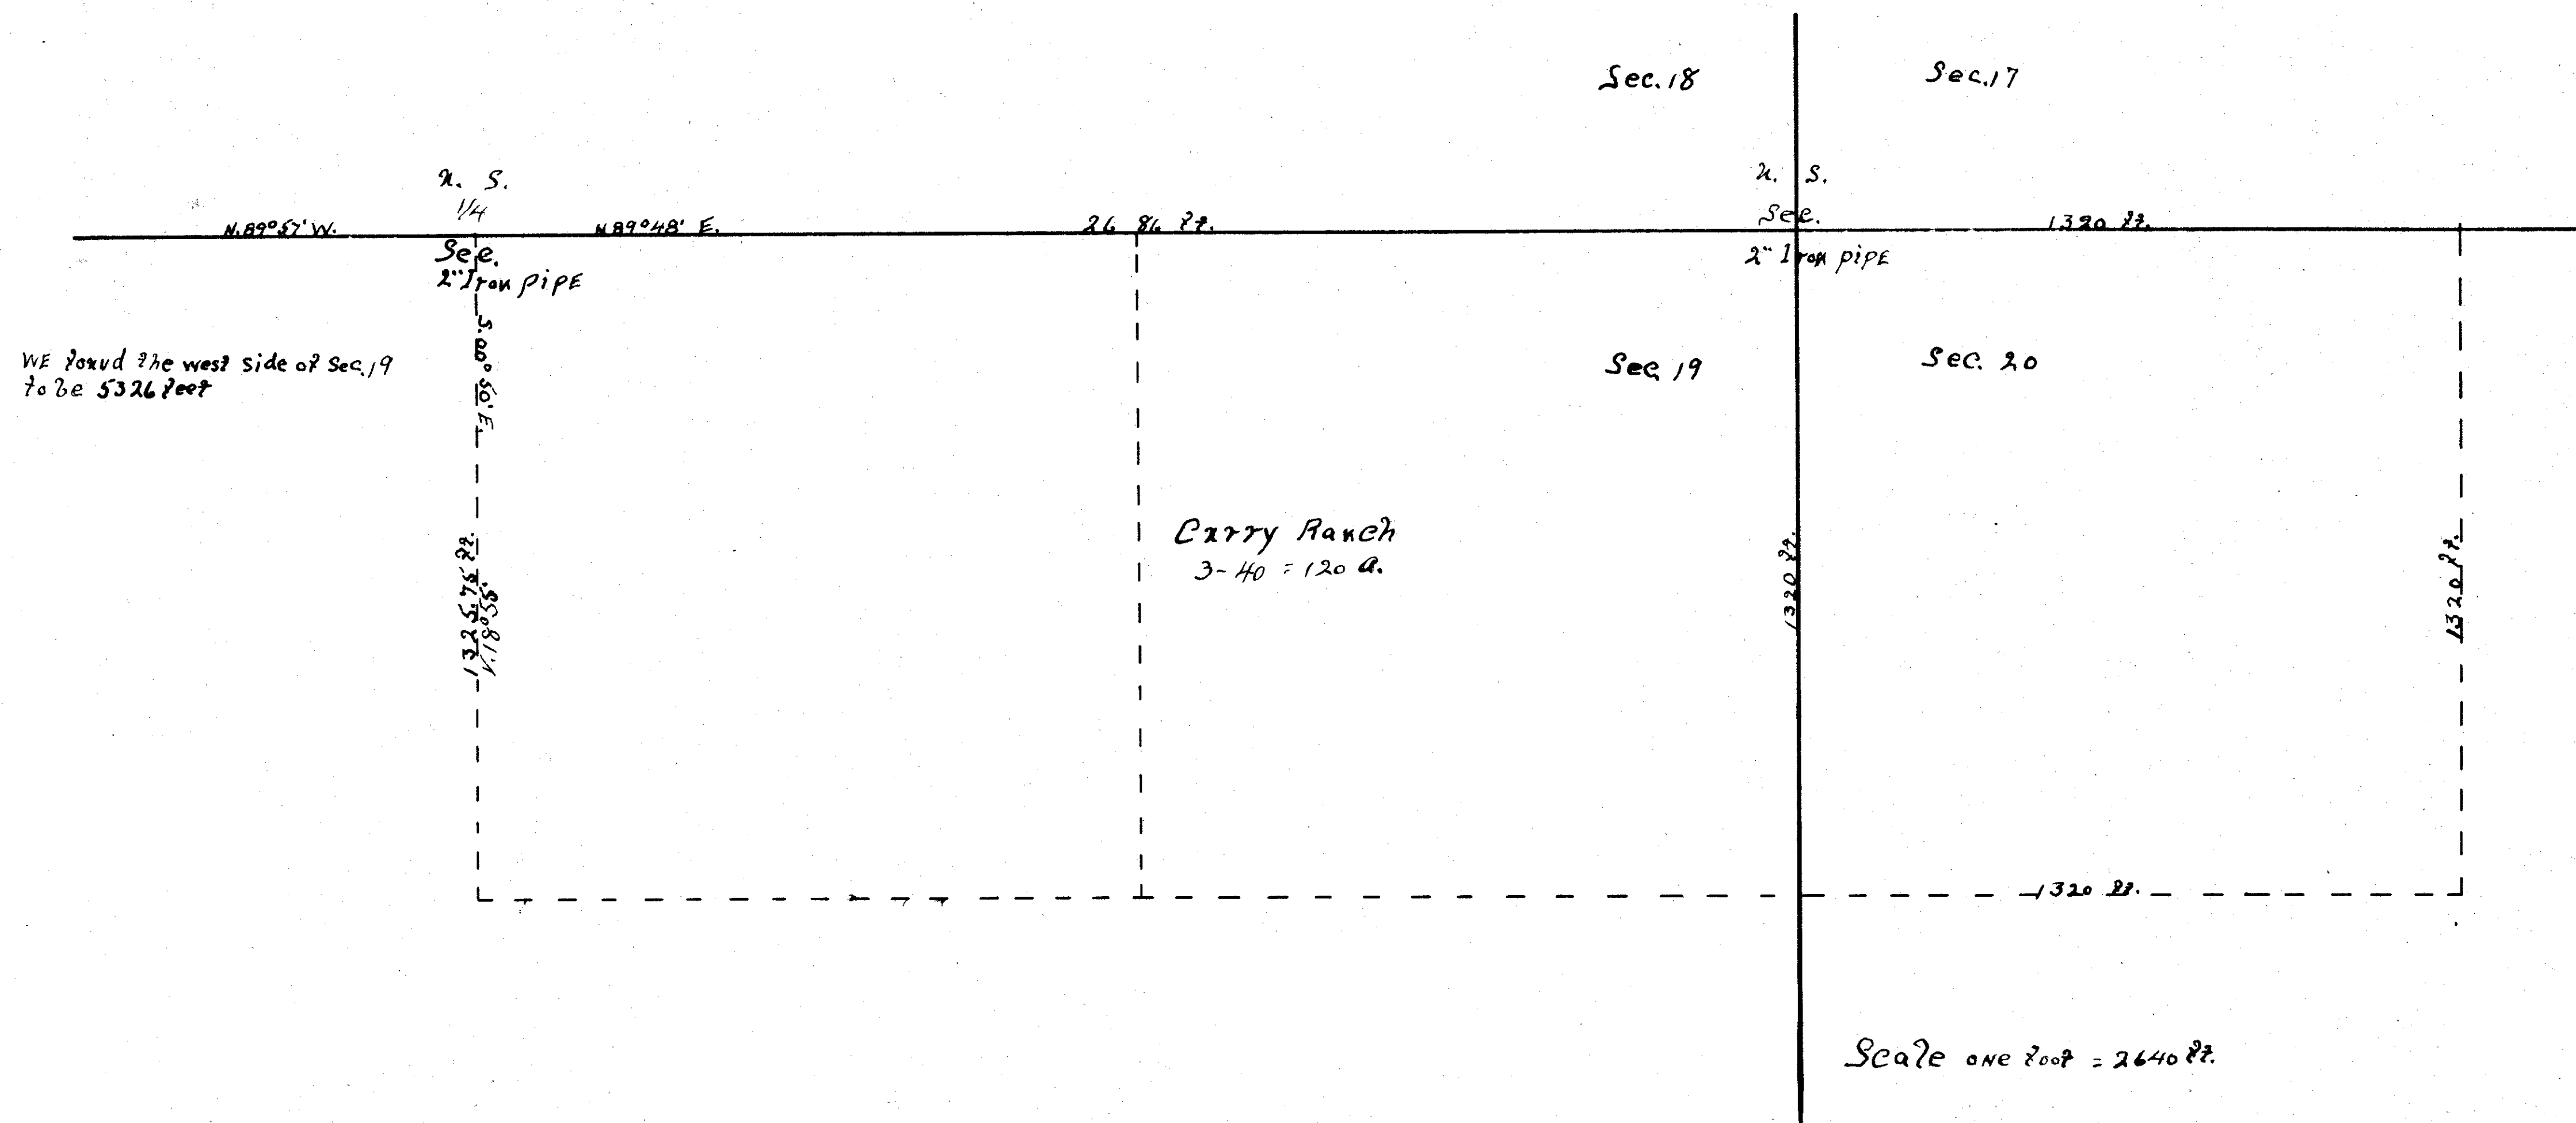 Sec. 18
Sec. 17
U. S.
1/4
Sec.
2" Iron pipe
U. S.
Sec.
2" Iron pipe
N. 89° 57' W.
N 89° 48' E.
26 86 ft.
1320 ft.
WE found the west side of Sec. 19
to be 5326 feet
S. 00° 50' E.
1325.75 ft.
V. 18° 55'
Sec. 19
Sec. 20
Curry Ranch
3-40 = 120 A.
1320 ft.
1320 ft.
1320 ft.
Scale one foot = 2640 ft.